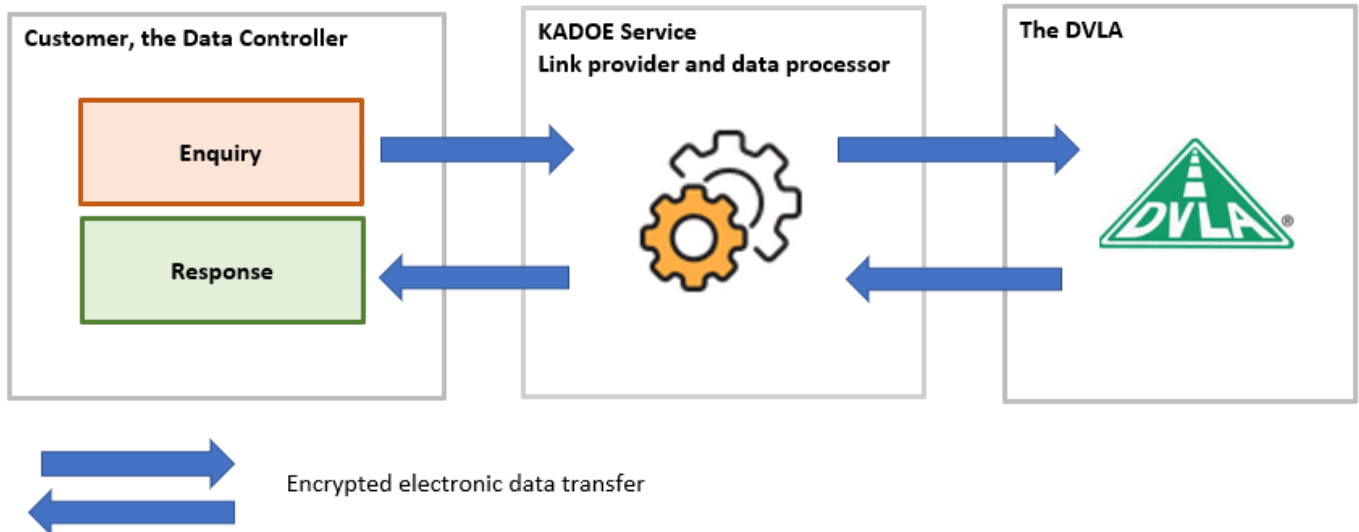 Customer, the Data Controller
Enquiry
Response
KADOE Service
Link provider and data processor
The DVLA
DVLA®
Encrypted electronic data transfer